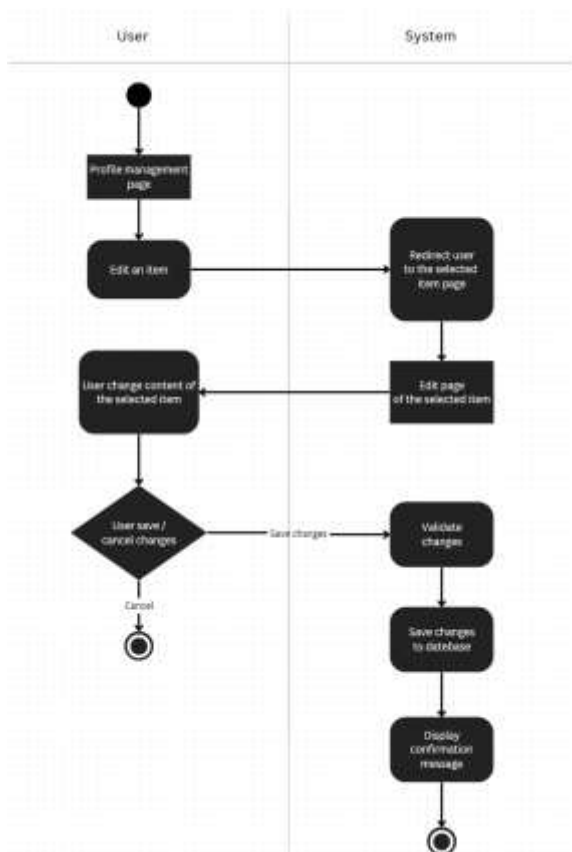 User
System
Profile management
page
Edit an item
Redirect user
to the selected
item page
Edit page
of the selected item
User change content of
the selected item
User save /
cancel changes
Save changes
Validate
changes
Cancel
Save changes
to datebase
Display
confirmation
message